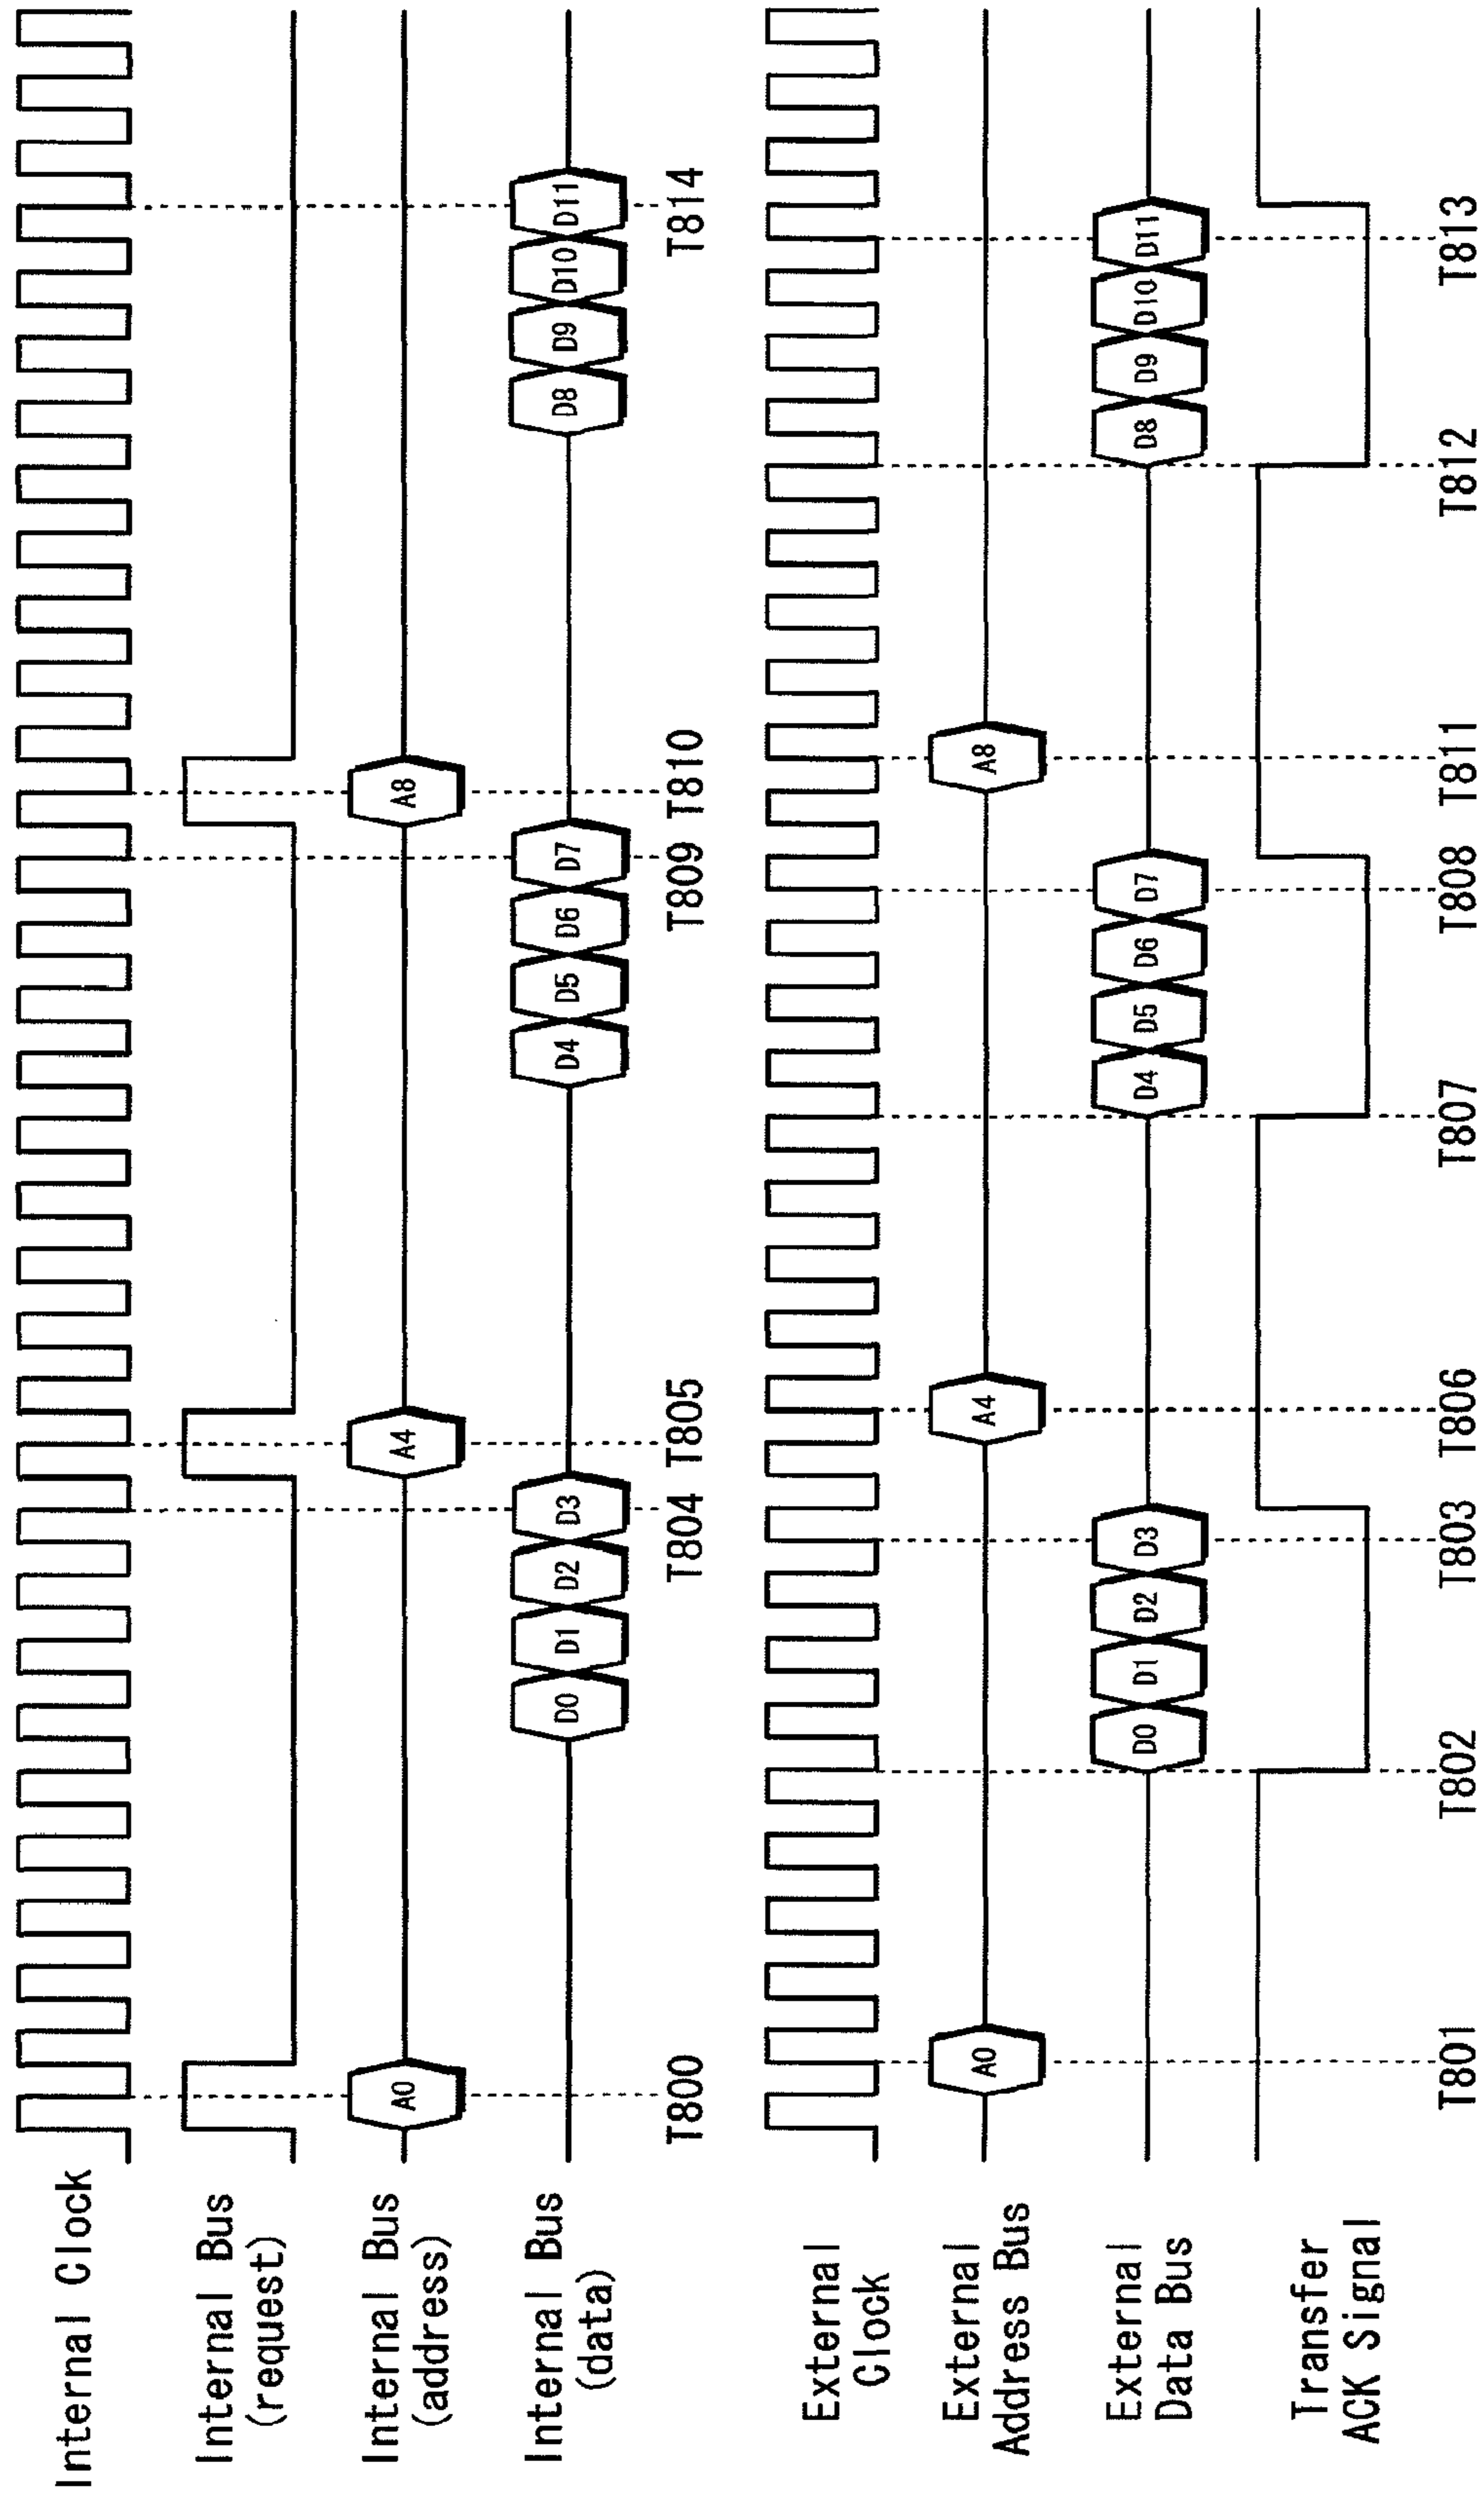 Internal Clock
Internal Bus
(request)
Internal Bus
(address)
A0
A4
A8
Internal Bus
(data)
D0 D1 D2 D3
D4 D5 D6 D7
D8 D9 D10 D11
T800
T804 T805
T809 T810
T814
External
Clock
External
Address Bus
A0
A4
A8
External
Data Bus
D0 D1 D2 D3
D4 D5 D6 D7
D8 D9 D10 D11
Transfer
ACK Signal
T801
T802
T803
T806
T807
T808
T811
T812
T813